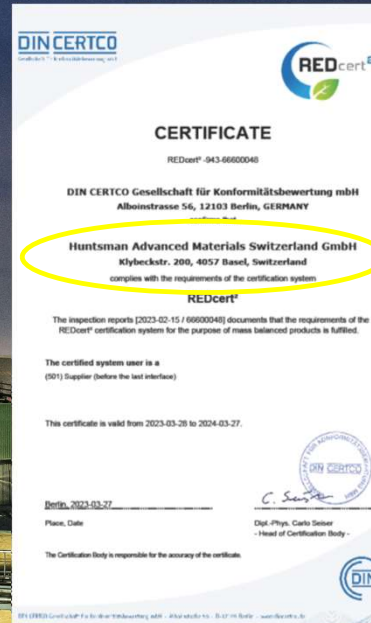 DIN CERTCO
REDcert²
CERTIFICATE
REDcert² -943-66600048
DIN CERTCO Gesellschaft für Konformitätsbewertung mbH
Alboinstrasse 56, 12103 Berlin, GERMANY
confirms that
Huntsman Advanced Materials Switzerland GmbH
Klybeckstr. 200, 4057 Basel, Switzerland
complies with the requirements of the certification system
REDcert²
The inspection reports [2023-02-15 / 66600048] documents that the requirements of the
REDcert² certification system for the purpose of mass balanced products is fulfilled.
The certified system user is a
(501) Supplier (before the last interface)
This certificate is valid from 2023-03-28 to 2024-03-27.
DIN CERTCO
Berlin, 2023-03-27
Place, Date
Dipl.-Phys. Carlo Seiser
- Head of Certification Body -
The Certification Body is responsible for the accuracy of the certificate.
DIN